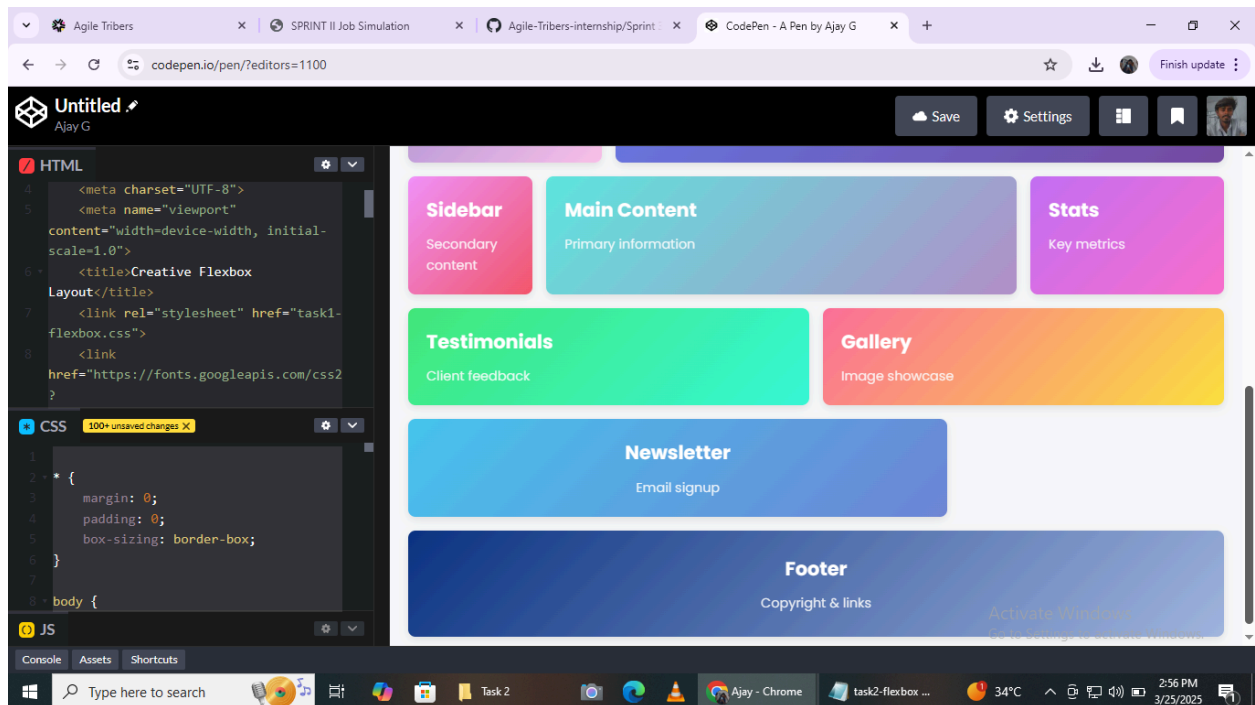 Agile Tribers
SPRINT II Job Simulation
Agile-Tribers-internship/Sprint
CodePen - A Pen by Ajay G
codepen.io/pen/?editors=1100
Finish update
Untitled
Ajay G
Save
Settings
HTML
4 <meta charset="UTF-8">
5 <meta name="viewport"
content="width=device-width, initial-
scale=1.0">
6 <title>Creative Flexbox
Layout</title>
7 <link rel="stylesheet" href="task1-
flexbox.css">
8 <link
href="https://fonts.googleapis.com/css2
?
CSS 100+ unsaved changes X
1
2 * {
3 margin: 0;
4 padding: 0;
5 box-sizing: border-box;
6 }
7
8 body {
JS
Sidebar
Secondary
content
Main Content
Primary information
Stats
Key metrics
Testimonials
Client feedback
Gallery
Image showcase
Newsletter
Email signup
Footer
Copyright & links
Activate Windows
Go to Settings to activate Windows.
Console Assets Shortcuts
Type here to search
Task 2
Ajay - Chrome
task2-flexbox ...
1
34°C
2:56 PM
3/25/2025
1